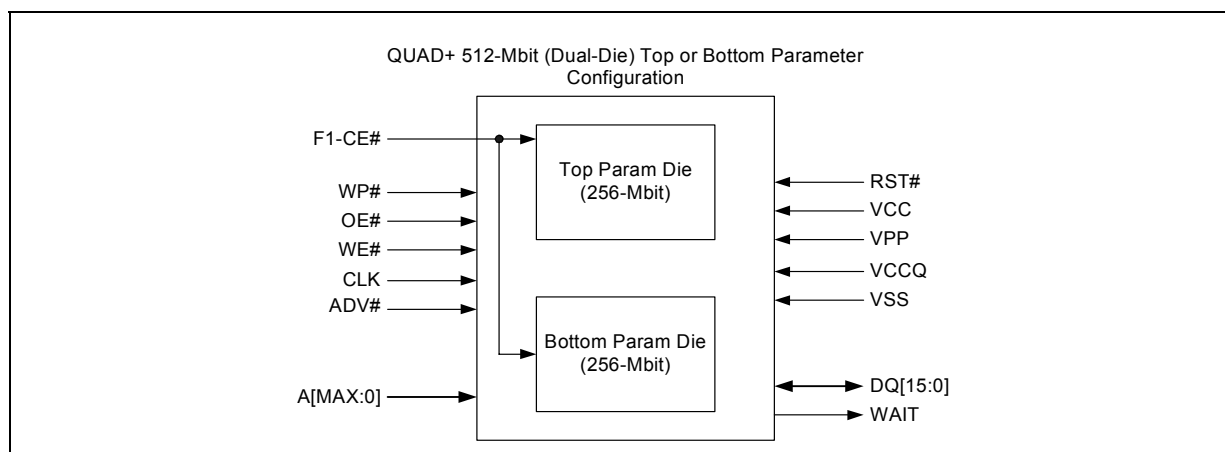 QUAD+ 512-Mbit (Dual-Die) Top or Bottom Parameter
Configuration
F1-CE#
WP#
OE#
WE#
CLK
ADV#
A[MAX:0]
Top Param Die
(256-Mbit)
Bottom Param Die
(256-Mbit)
RST#
VCC
VPP
VCCQ
VSS
DQ[15:0]
WAIT